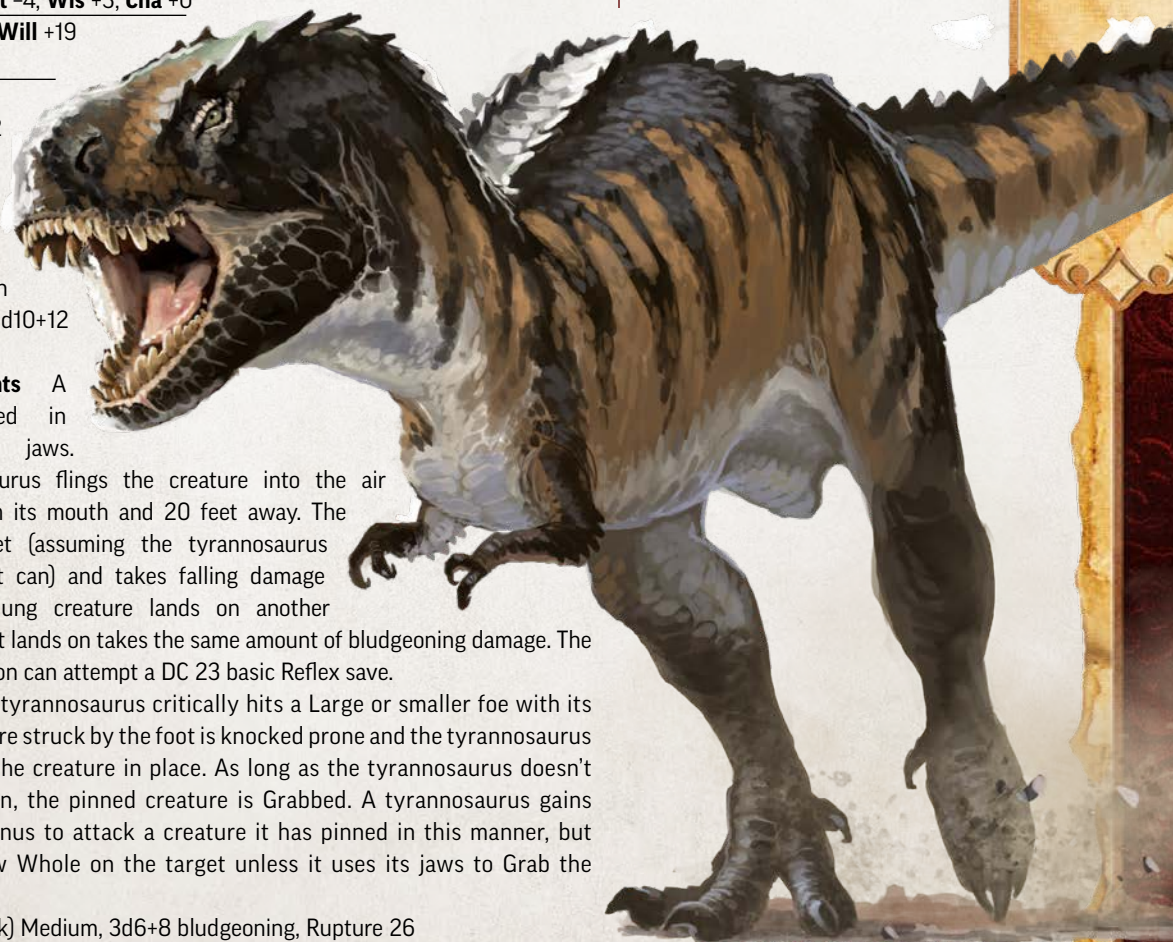 t –4, Wis +3, Cha +6
Will +19
2
n
d10+12
nts A
ed in
jaws.
urus flings the creature into the air
n its mouth and 20 feet away. The
et (assuming the tyrannosaurus
t can) and takes falling damage
ung creature lands on another
t lands on takes the same amount of bludgeoning damage. The
on can attempt a DC 23 basic Reflex save.
tyrannosaurus critically hits a Large or smaller foe with its
re struck by the foot is knocked prone and the tyrannosaurus
he creature in place. As long as the tyrannosaurus doesn't
n, the pinned creature is Grabbed. A tyrannosaurus gains
nus to attack a creature it has pinned in this manner, but
w Whole on the target unless it uses its jaws to Grab the
k) Medium, 3d6+8 bludgeoning, Rupture 26